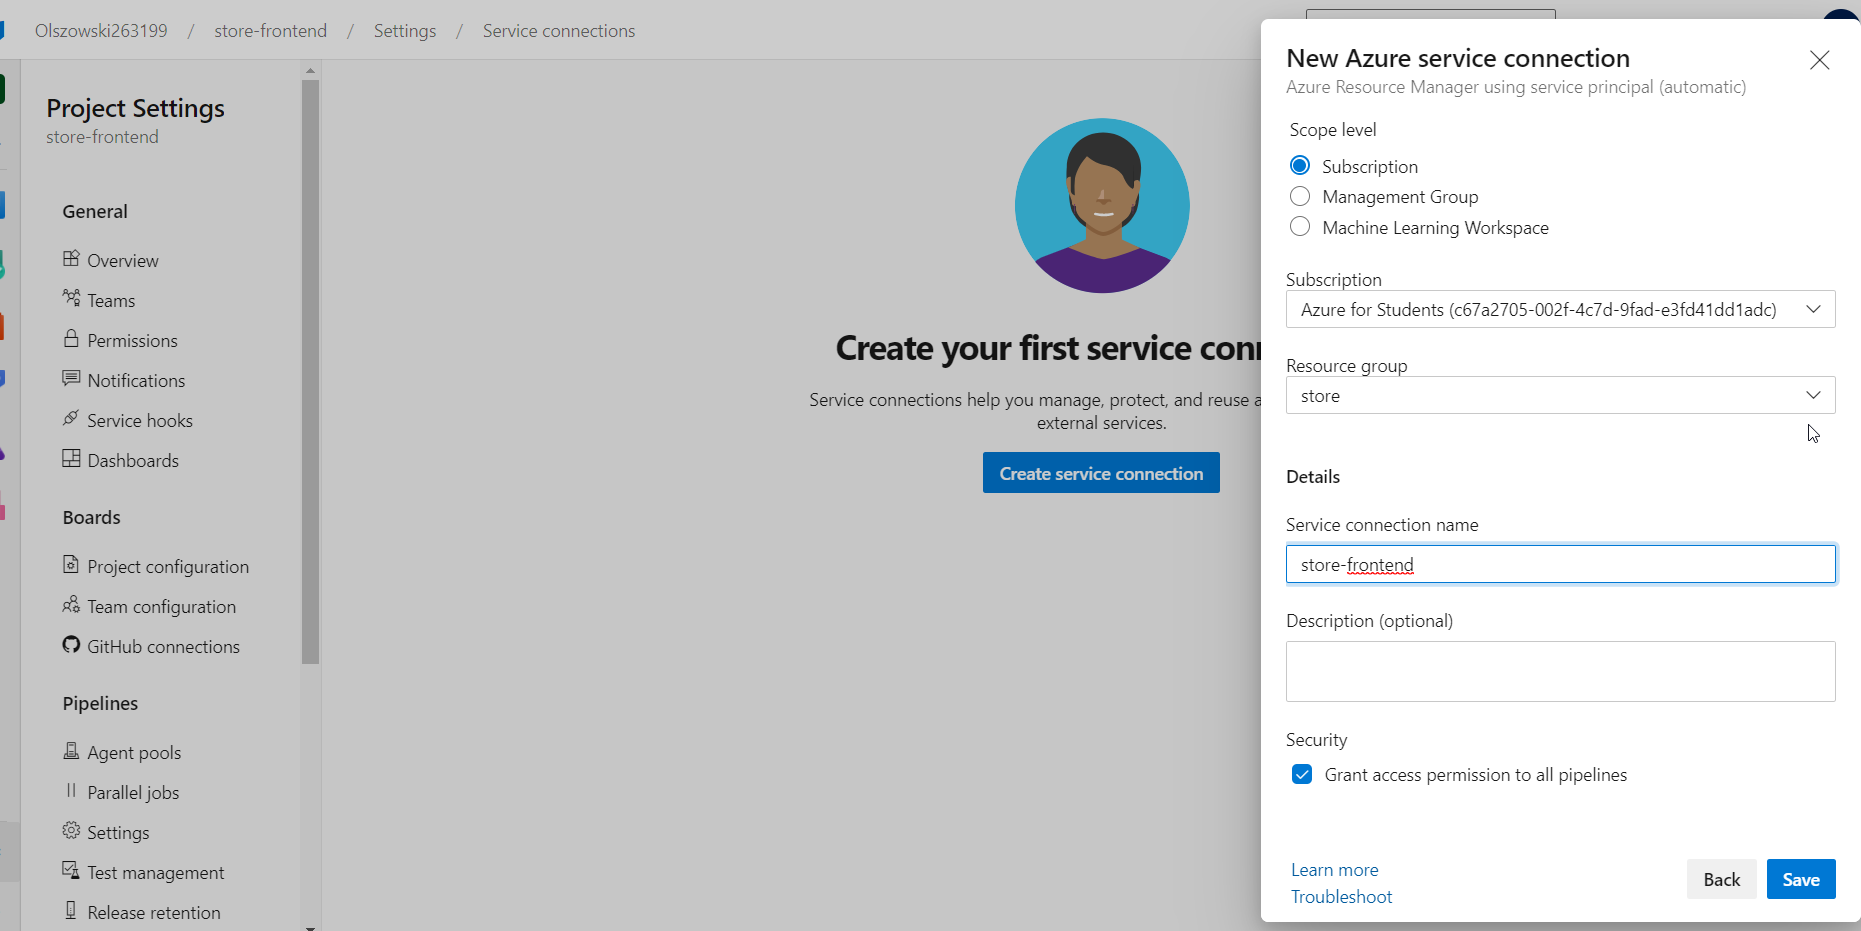 Olszowski263199 / store-frontend / Settings / Service connections
Project Settings
store-frontend
General
Overview
Teams
Permissions
Notifications
Service hooks
Dashboards
Boards
Project configuration
Team configuration
GitHub connections
Pipelines
Agent pools
Parallel jobs
Settings
Test management
Release retention
Create your first service con
Service connections help you manage, protect, and reuse
external services.
Create service connection
New Azure service connection
Azure Resource Manager using service principal (automatic)
Scope level
Subscription
Management Group
Machine Learning Workspace
Subscription
Azure for Students (c67a2705-002f-4c7d-9fad-e3fd41dd1adc)
Resource group
store
Details
Service connection name
store-frontend
Description (optional)
Security
Grant access permission to all pipelines
Learn more
Troubleshoot
Back
Save